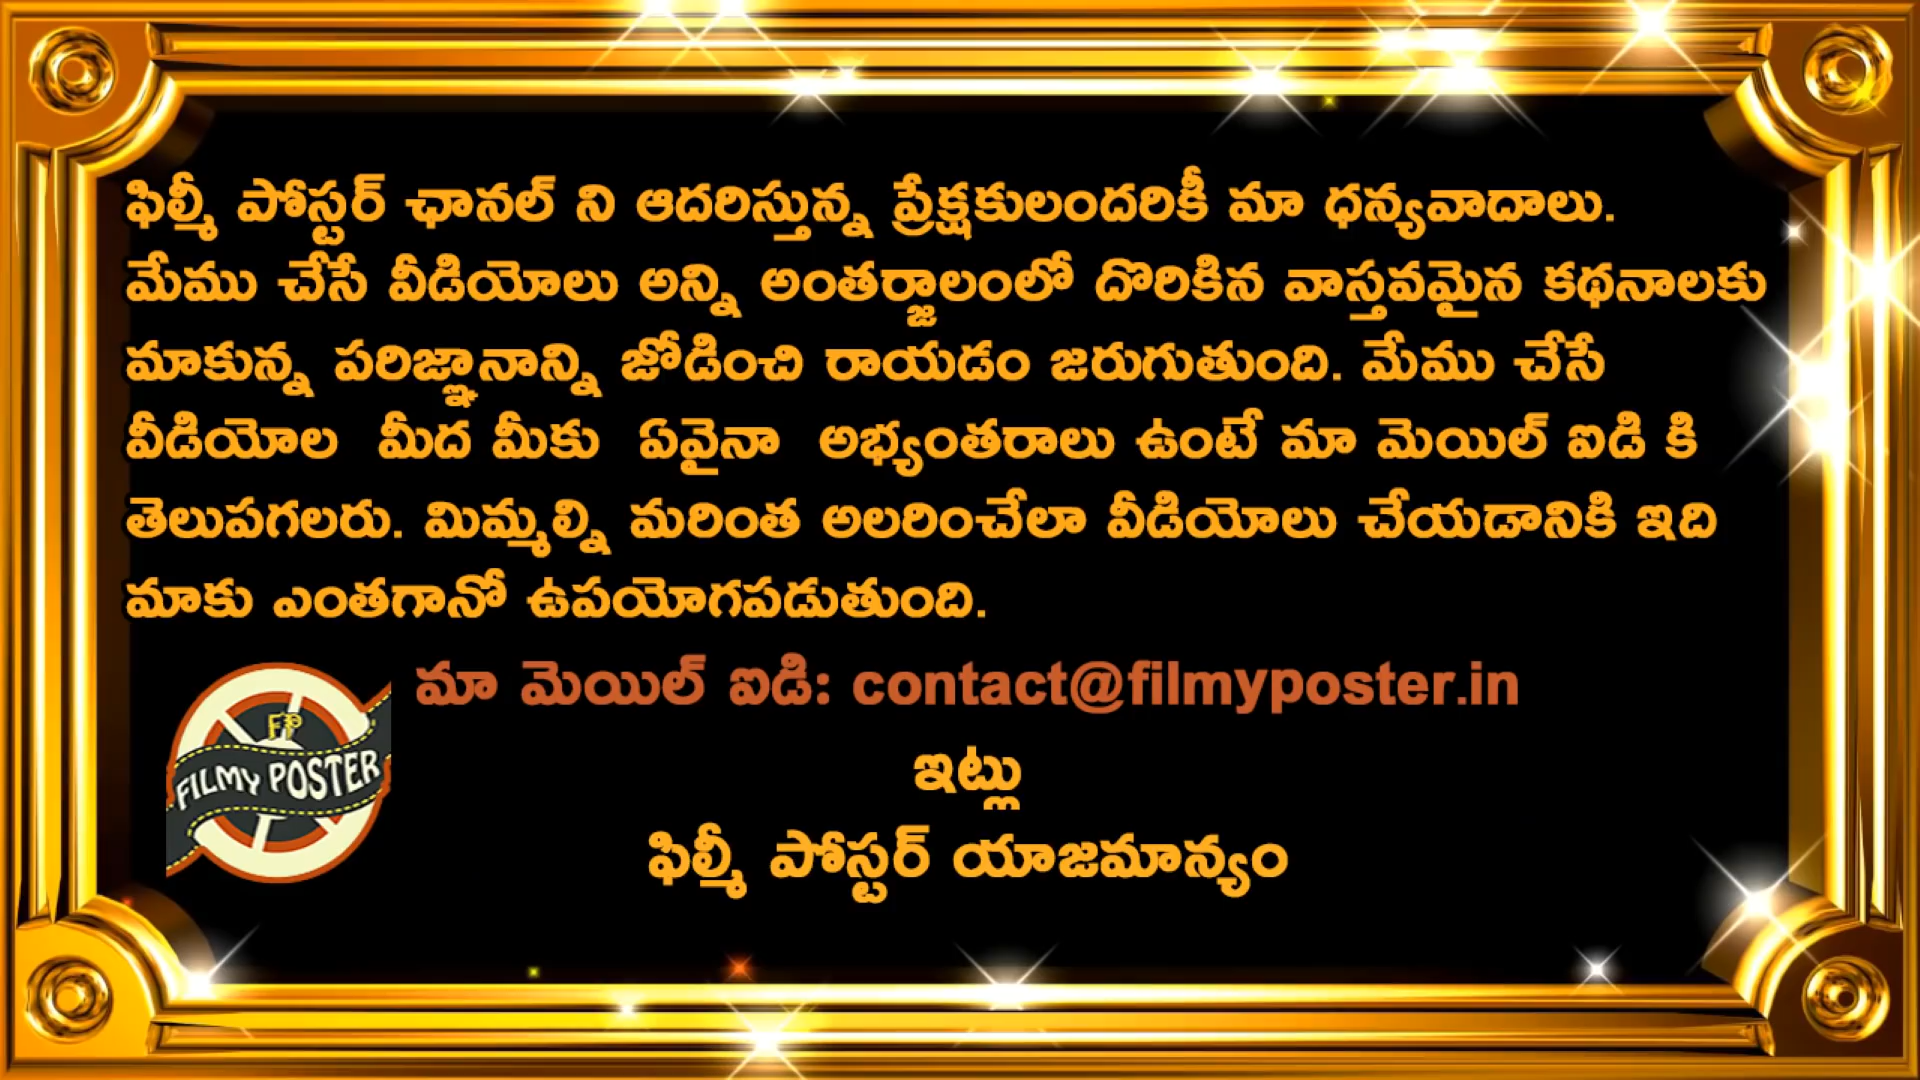 ఫిల్మీ పోస్టర్ ఛానల్ ని ఆదరిస్తున్న ప్రేక్షకులందరికీ మా ధన్యవాదాలు.
మేము చేసే వీడియోలు అన్ని అంతర్జాలంలో దొరికిన వాస్తవమైన కథనాలకు
మాకున్న పరిజ్ఞానాన్ని జోడించి రాయడం జరుగుతుంది. మేము చేసే
వీడియోల మీద మీకు ఏవైనా అభ్యంతరాలు ఉంటే మా మెయిల్ ఐడి కి
తెలుపగలరు. మిమ్మల్ని మరింత అలరించేలా వీడియోలు చేయడానికి ఇది
మాకు ఎంతగానో ఉపయోగపడుతుంది.
మా మెయిల్ ఐడి: contact@filmyposter.in
FP
FILMY POSTER
ఇట్లు
ఫిల్మీ పోస్టర్ యాజమాన్యం